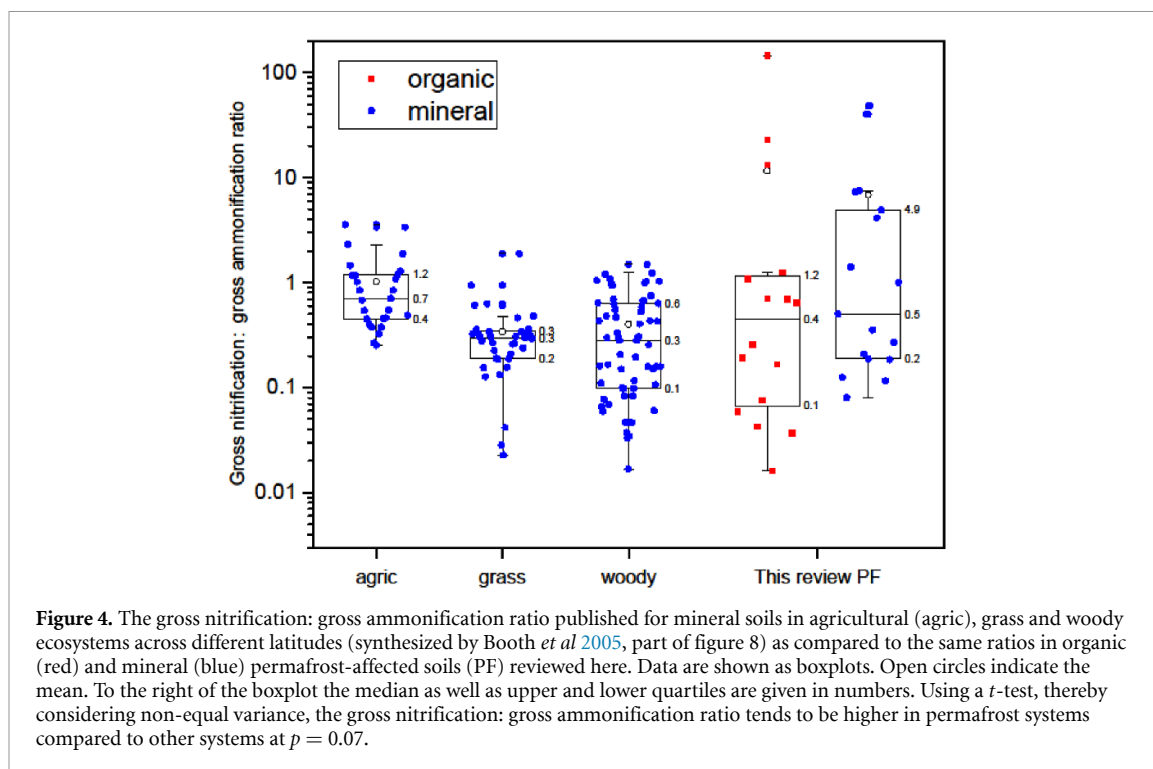 Gross nitrification: gross ammonification ratio
100
10
1
0.1
0.01
organic
mineral
1.2
0.7
0.4
0.3
0.3
0.2
0.6
0.3
0.1
1.2
0.4
0.1
4.9
0.5
0.2
agric
grass
woody
This review PF
Figure 4. The gross nitrification: gross ammonification ratio published for mineral soils in agricultural (agric), grass and woody
ecosystems across different latitudes (synthesized by Booth et al 2005, part of figure 8) as compared to the same ratios in organic
(red) and mineral (blue) permafrost-affected soils (PF) reviewed here. Data are shown as boxplots. Open circles indicate the
mean. To the right of the boxplot the median as well as upper and lower quartiles are given in numbers. Using a t-test, thereby
considering non-equal variance, the gross nitrification: gross ammonification ratio tends to be higher in permafrost systems
compared to other systems at p = 0.07.